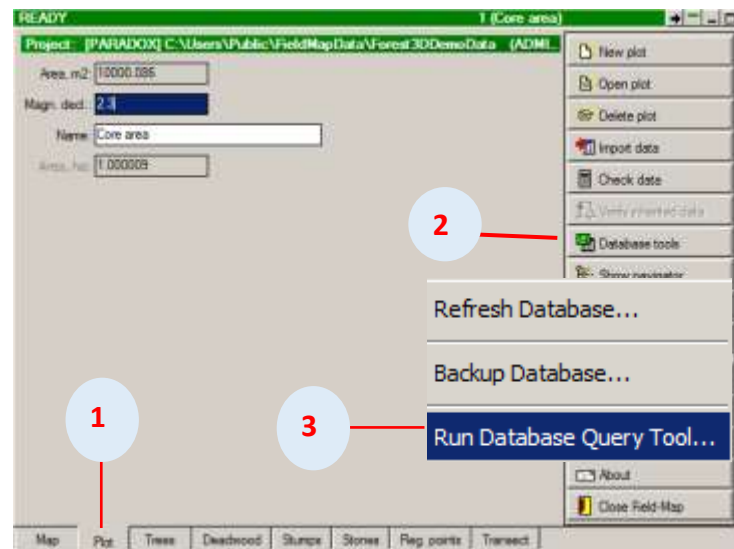 READY 1 (Core area)
Project: [PARADOX] C:\Users\Public\FieldMapData\Forest3DDemoData (ADMI...
Area, m2: 10000.086
Magn. decl.: 2.3
Name: Core area
Area, ha: 1.000009
New plot
Open plot
Delete plot
Import data
Check data
Verify inherited data
2
Database tools
Show navigator
Refresh Database...
Backup Database...
1
3
Run Database Query Tool...
About
Close Field-Map
Map Plot Trees Deadwood Stumps Stones Reg. points Transect